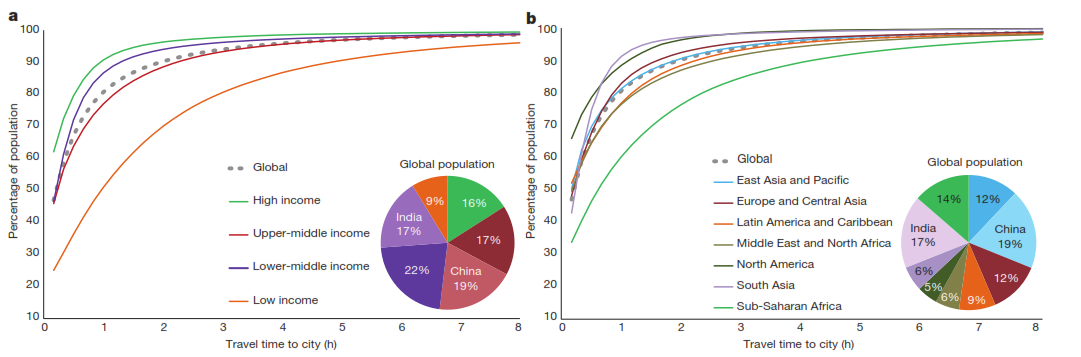 a
Percentage of population
100
90
80
70
60
50
40
30
20
10
0
1
2
3
4
5
6
7
8
Travel time to city (h)
Global
High income
Upper-middle income
Lower-middle income
Low income
Global population
9%
16%
India
17%
17%
22%
China
19%
b
Percentage of population
100
90
80
70
60
50
40
30
20
10
0
1
2
3
4
5
6
7
8
Travel time to city (h)
Global
East Asia and Pacific
Europe and Central Asia
Latin America and Caribbean
Middle East and North Africa
North America
South Asia
Sub-Saharan Africa
Global population
14%
12%
India
17%
China
19%
6%
5%
6%
9%
12%